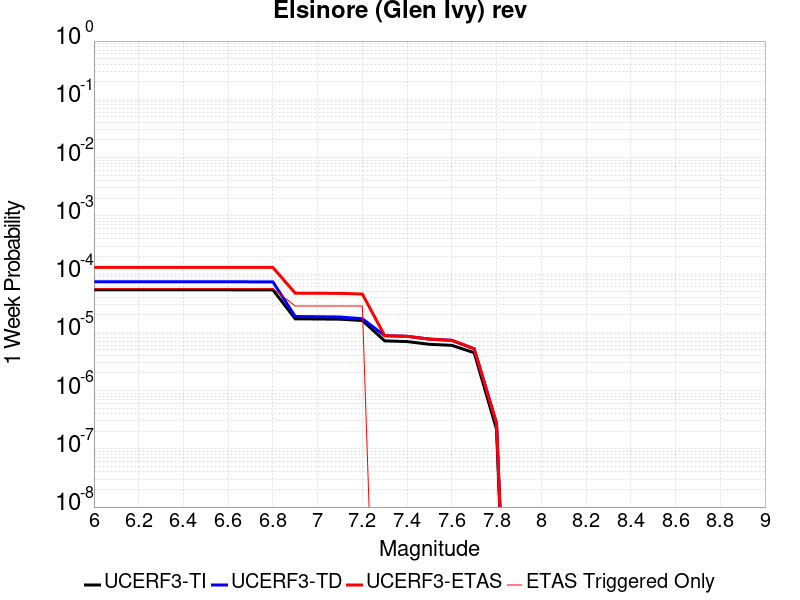 Elsinore (Glen Ivy) rev
10^0
10^-1
10^-2
10^-3
10^-4
10^-5
10^-6
10^-7
10^-8
1 Week Probability
6 6.2 6.4 6.6 6.8 7 7.2 7.4 7.6 7.8 8 8.2 8.4 8.6 8.8 9
Magnitude
UCERF3-TI UCERF3-TD UCERF3-ETAS ETAS Triggered Only